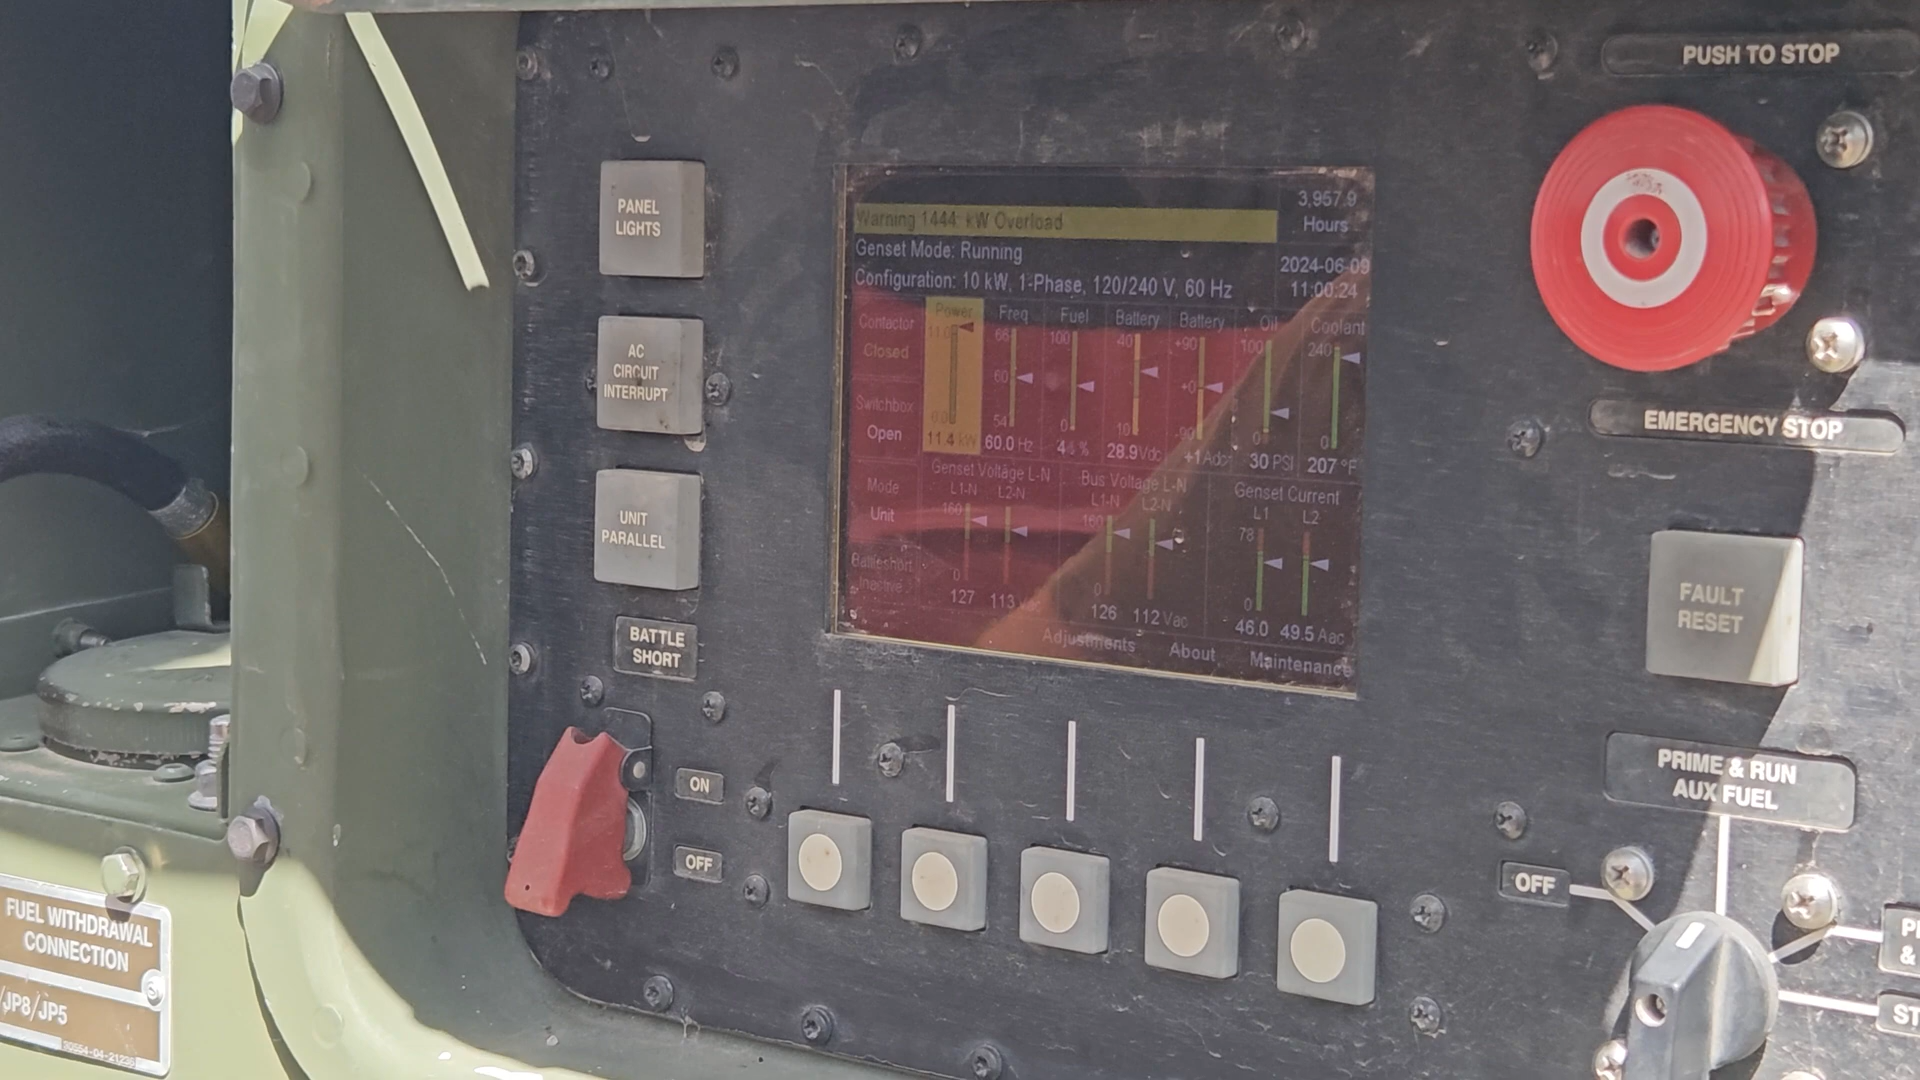 PUSH TO STOP
PANEL
LIGHTS
3,957.9
Hours
Warning 1444: kW Overload
Genset Mode: Running
2024-06-09
Configuration: 10 kW, 1-Phase, 120/240 V, 60 Hz
11:00:24
Contactor
Power
Freq
Fuel
Battery
Battery
Oil
Coolant
11.0
66
100
40
+90
100
240
AC
CIRCUIT
INTERRUPT
Closed
60
+0
Switchbox
0.0
54
0
10
-90
0
0
Open
11.4 kW
60.0 Hz
%
28.9 Vdc
+1 Adc
30 PSI
207 °F
EMERGENCY STOP
Mode
Genset Voltage L-N
Bus Voltage L-N
Genset Current
L1-N
L2-N
L1-N
L2-N
L1
L2
Unit
160
160
78
UNIT
PARALLEL
Battleshort
Inactive
0
0
0
127
113 Vac
126
112 Vac
46.0
49.5 Aac
Adjustments
About
Maintenance
FAULT
RESET
BATTLE
SHORT
ON
OFF
PRIME & RUN
AUX FUEL
OFF
&
ST
FUEL WITHDRAWAL
CONNECTION
/JP8/JP5